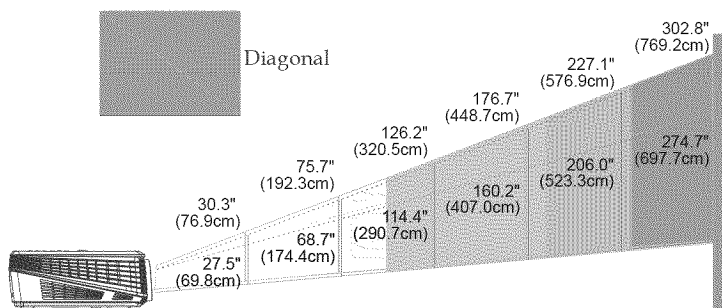 Diagonal
30.3"
(76.9cm)
75.7"
(192.3cm)
126.2"
(320.5cm)
176.7"
(448.7cm)
227.1"
(576.9cm)
302.8"
(769.2cm)
27.5"
(69.8cm)
68.7"
(174.4cm)
114.4"
(290.7cm)
160.2"
(407.0cm)
206.0"
(523.3cm)
274.7"
(697.7cm)